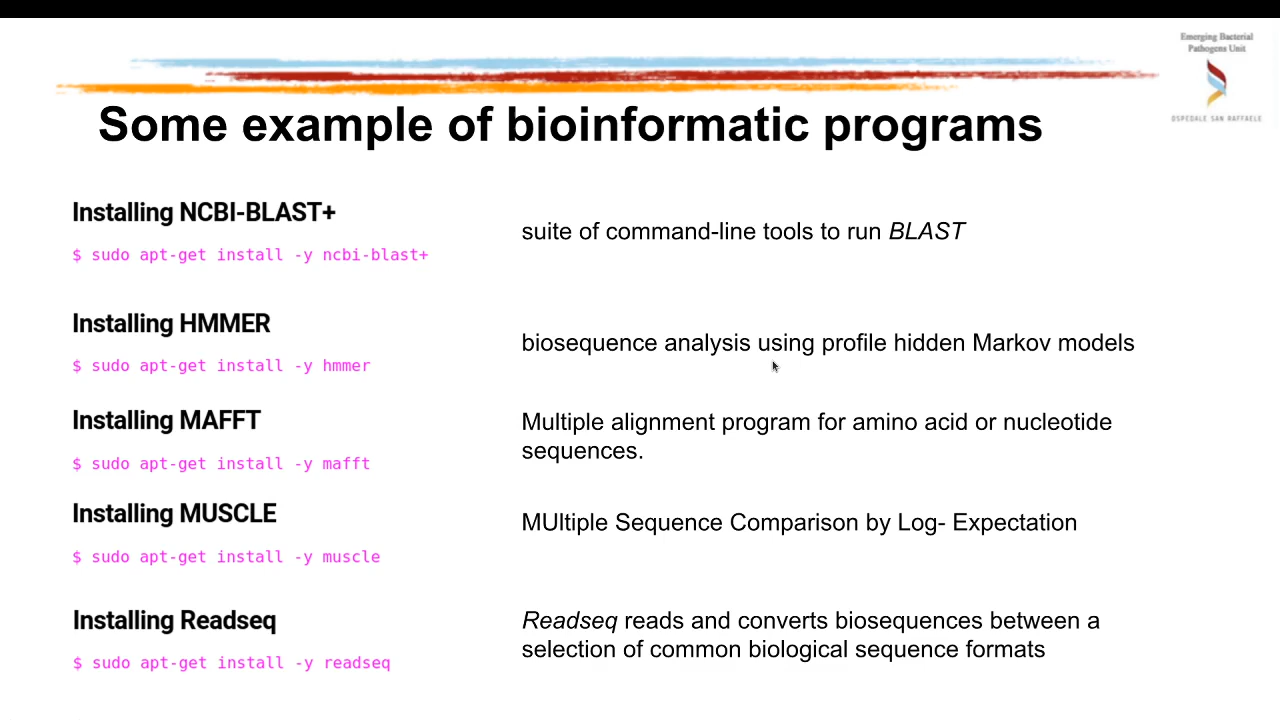 Emerging Bacterial
Pathogens Unit
OSPEDALE SAN RAFFAELE
Some example of bioinformatic programs
Installing NCBI-BLAST+
suite of command-line tools to run BLAST
$ sudo apt-get install -y ncbi-blast+
Installing HMMER
biosequence analysis using profile hidden Markov models
$ sudo apt-get install -y hmmer
Installing MAFFT
Multiple alignment program for amino acid or nucleotide
sequences.
$ sudo apt-get install -y mafft
Installing MUSCLE
MUltiple Sequence Comparison by Log- Expectation
$ sudo apt-get install -y muscle
Installing Readseq
Readseq reads and converts biosequences between a
selection of common biological sequence formats
$ sudo apt-get install -y readseq